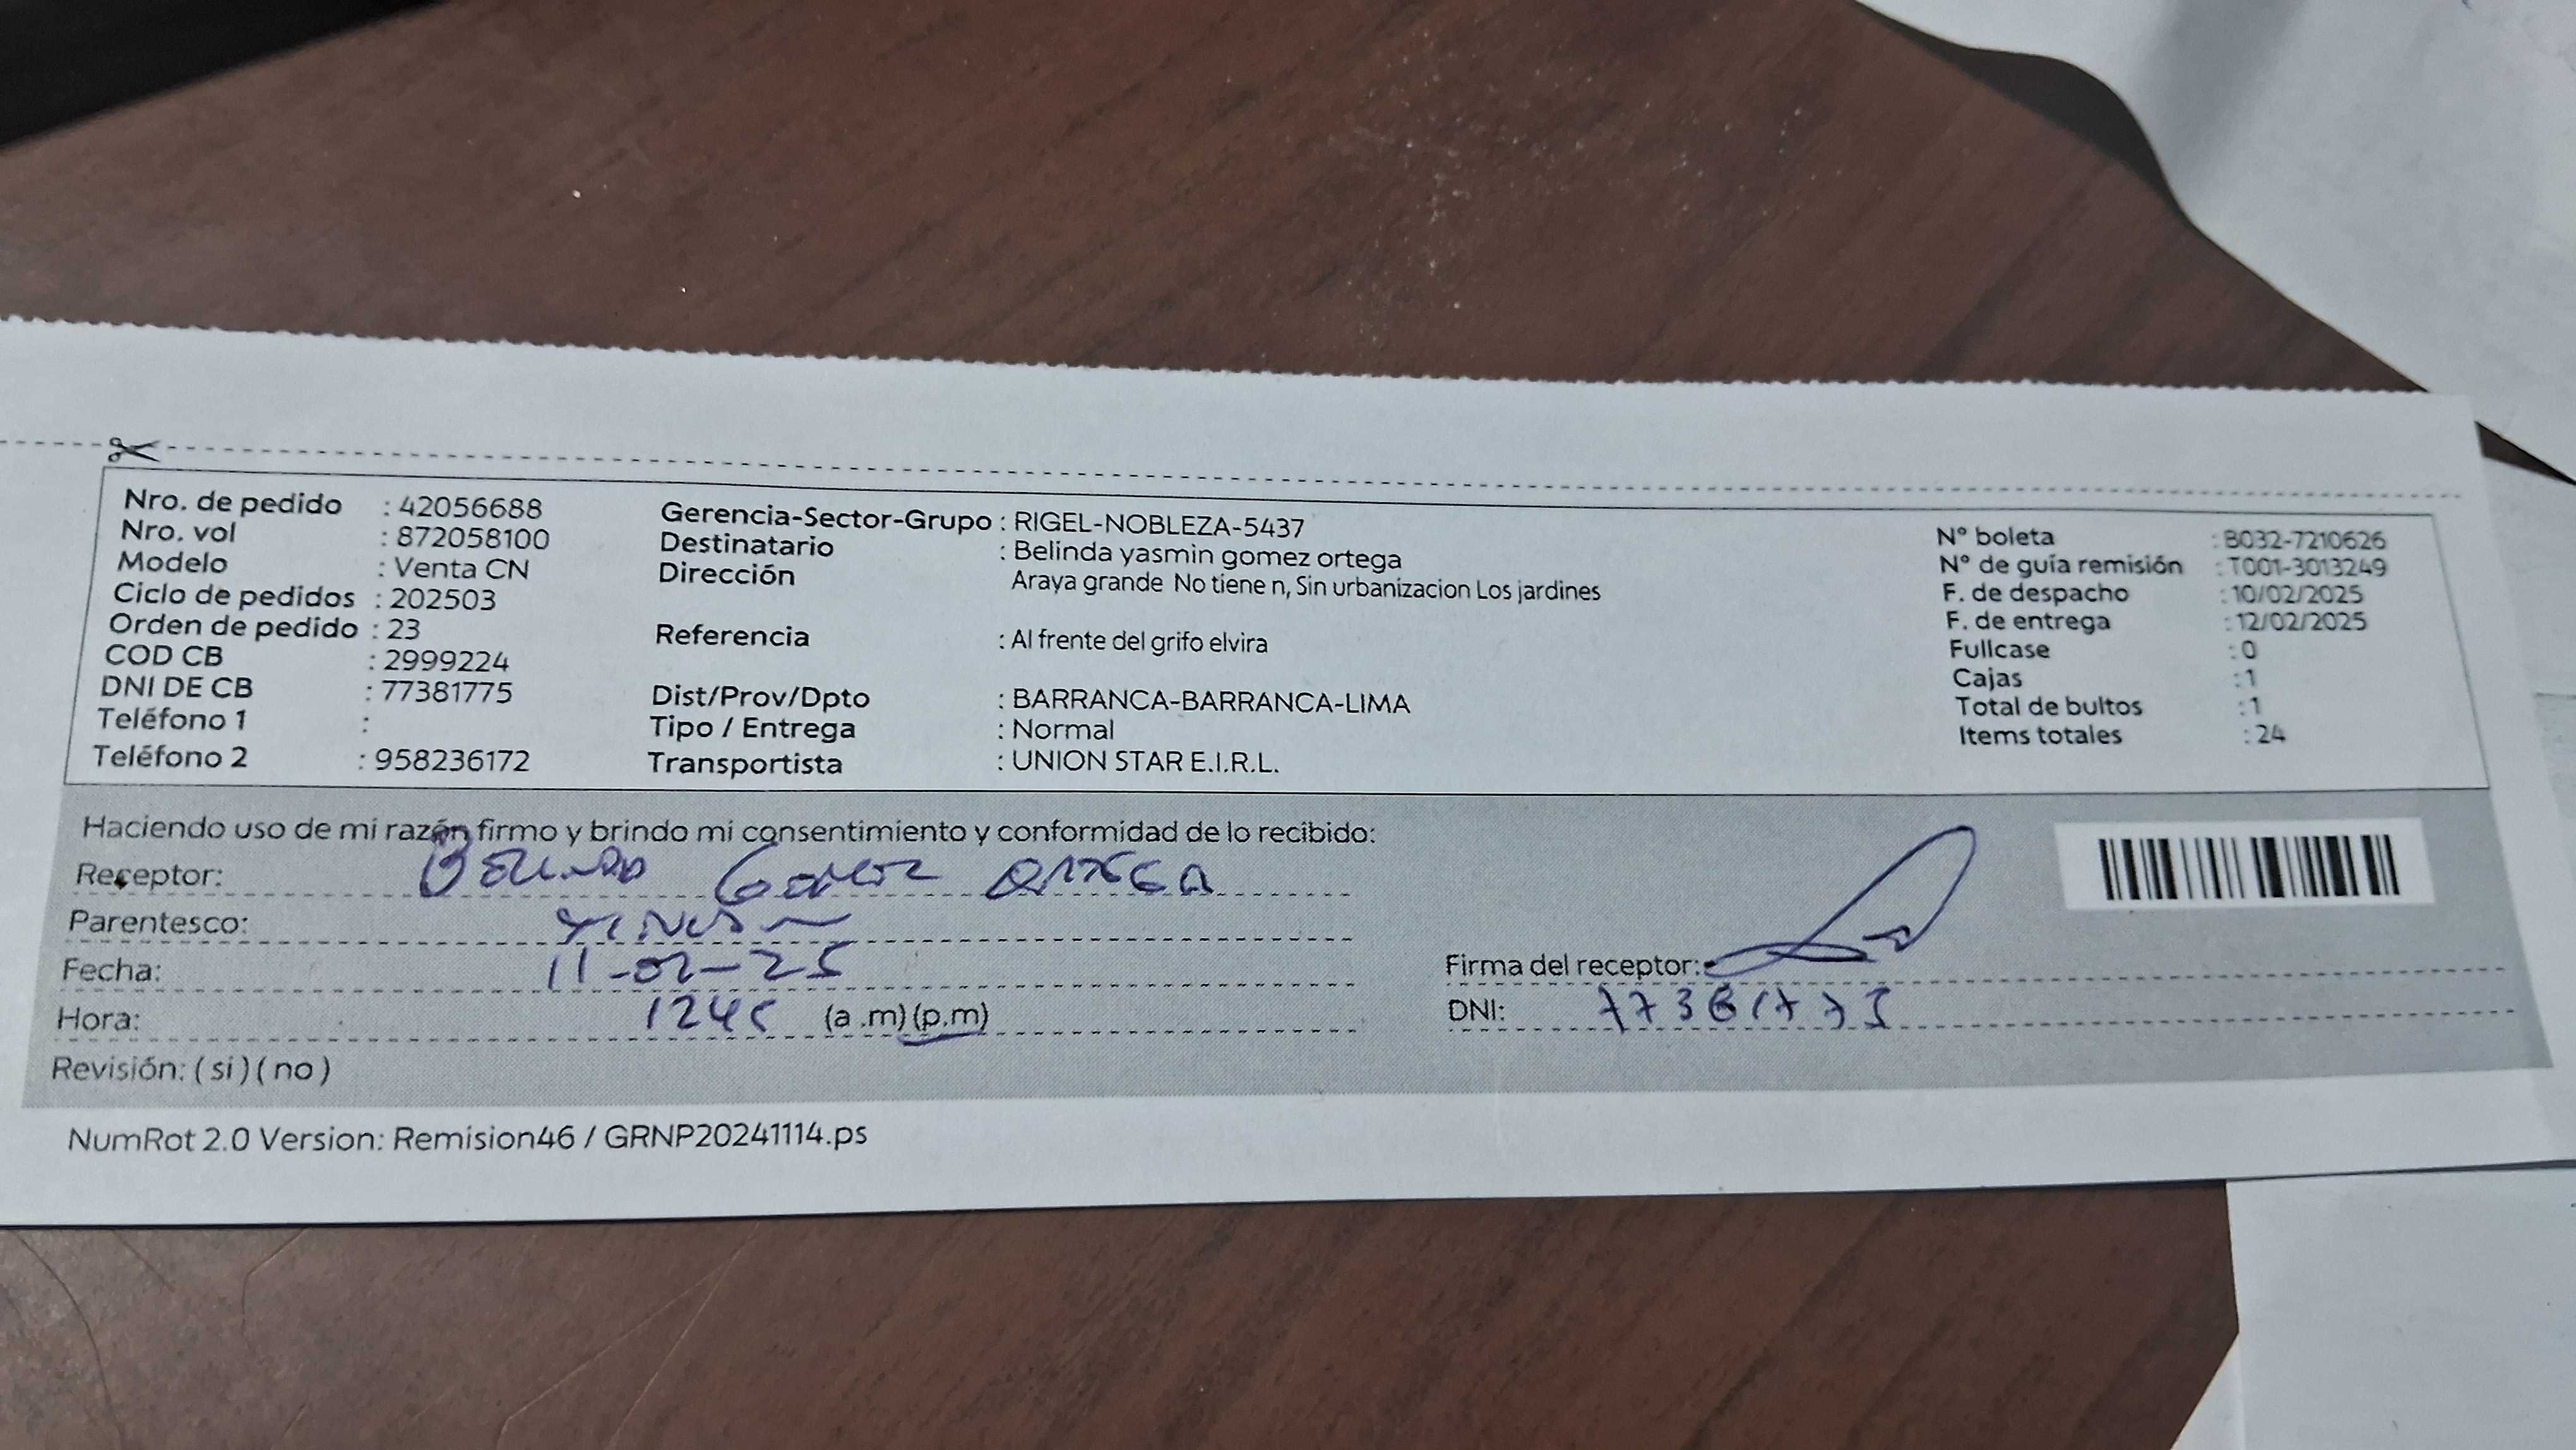 Nro. de pedido : 42056688
Nro. vol : 872058100
Modelo : Venta CN
Ciclo de pedidos : 202503
Orden de pedido : 23
COD CB : 2999224
DNI DE CB : 77381775
Teléfono 1 :
Teléfono 2 : 958236172
Gerencia-Sector-Grupo : RIGEL-NOBLEZA-5437
Destinatario : Belinda yasmin gomez ortega
Dirección Araya grande No tiene n, Sin urbanizacion Los jardines
Referencia : Al frente del grifo elvira
Dist/Prov/Dpto : BARRANCA-BARRANCA-LIMA
Tipo / Entrega : Normal
Transportista : UNION STAR E.I.R.L.
N° boleta : B032-7210626
N° de guía remisión : T001-3013249
F. de despacho : 10/02/2025
F. de entrega : 12/02/2025
Fullcase : 0
Cajas : 1
Total de bultos : 1
Items totales : 24
Haciendo uso de mi razón firmo y brindo mi consentimiento y conformidad de lo recibido:
Receptor: Belinda Gomez Ortega
Parentesco:
Fecha: 11-02-25
Hora: 1245 (a .m) (p.m)
Revisión: ( si ) ( no )
Firma del receptor:
DNI: 77381775
NumRot 2.0 Version: Remision46 / GRNP20241114.ps